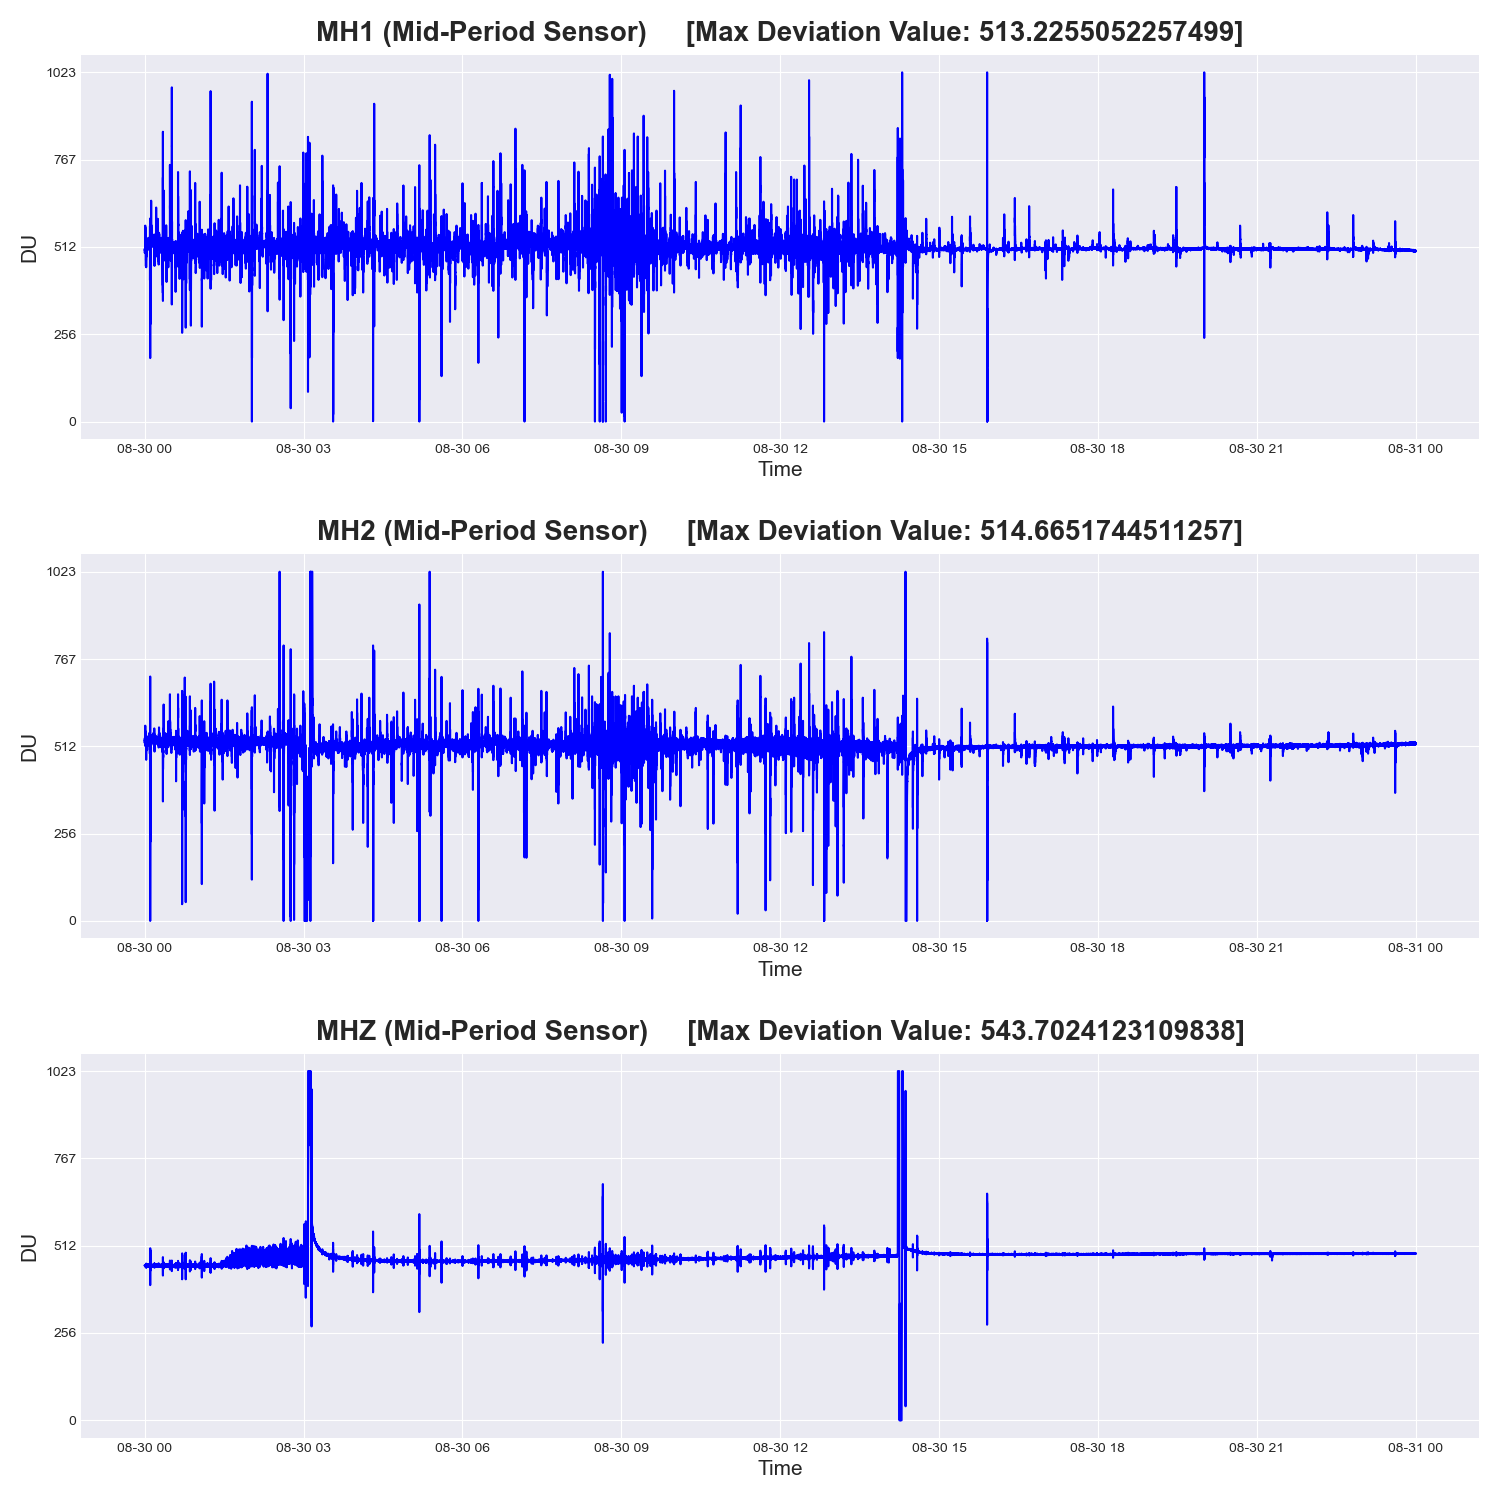 MH1 (Mid-Period Sensor) [Max Deviation Value: 513.2255052257499]
1023
767
512
256
0
DU
08-30 00 08-30 03 08-30 06 08-30 09 08-30 12 08-30 15 08-30 18 08-30 21 08-31 00
Time
MH2 (Mid-Period Sensor) [Max Deviation Value: 514.6651744511257]
1023
767
512
256
0
DU
08-30 00 08-30 03 08-30 06 08-30 09 08-30 12 08-30 15 08-30 18 08-30 21 08-31 00
Time
MHZ (Mid-Period Sensor) [Max Deviation Value: 543.7024123109838]
1023
767
512
256
0
DU
08-30 00 08-30 03 08-30 06 08-30 09 08-30 12 08-30 15 08-30 18 08-30 21 08-31 00
Time